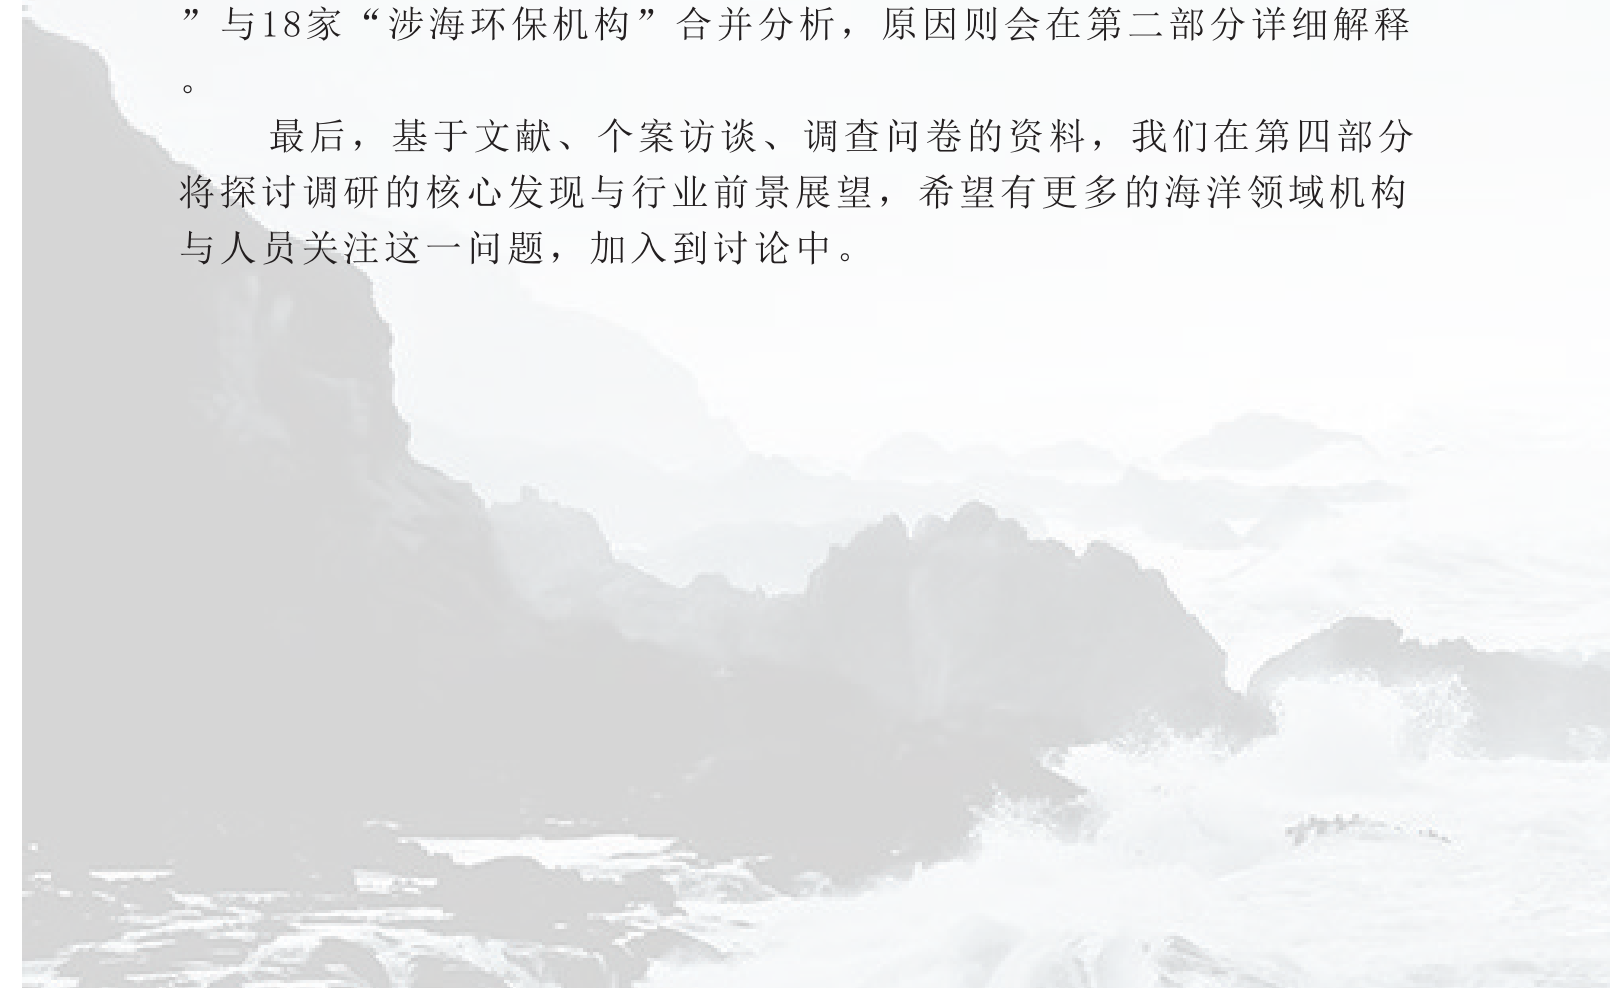 ”与18家“涉海环保机构”合并分析，原因则会在第二部分详细解释
。
最后，基于文献、个案访谈、调查问卷的资料，我们在第四部分
将探讨调研的核心发现与行业前景展望，希望有更多的海洋领域机构
与人员关注这一问题，加入到讨论中。